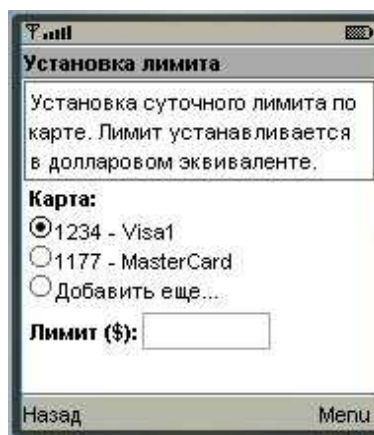 Установка лимита
Установка суточного лимита по
карте. Лимит устанавливается
в долларовом эквиваленте.
Карта:
1234 - Visa1
1177 - MasterCard
Добавить еще...
Лимит ($):
Назад Menu